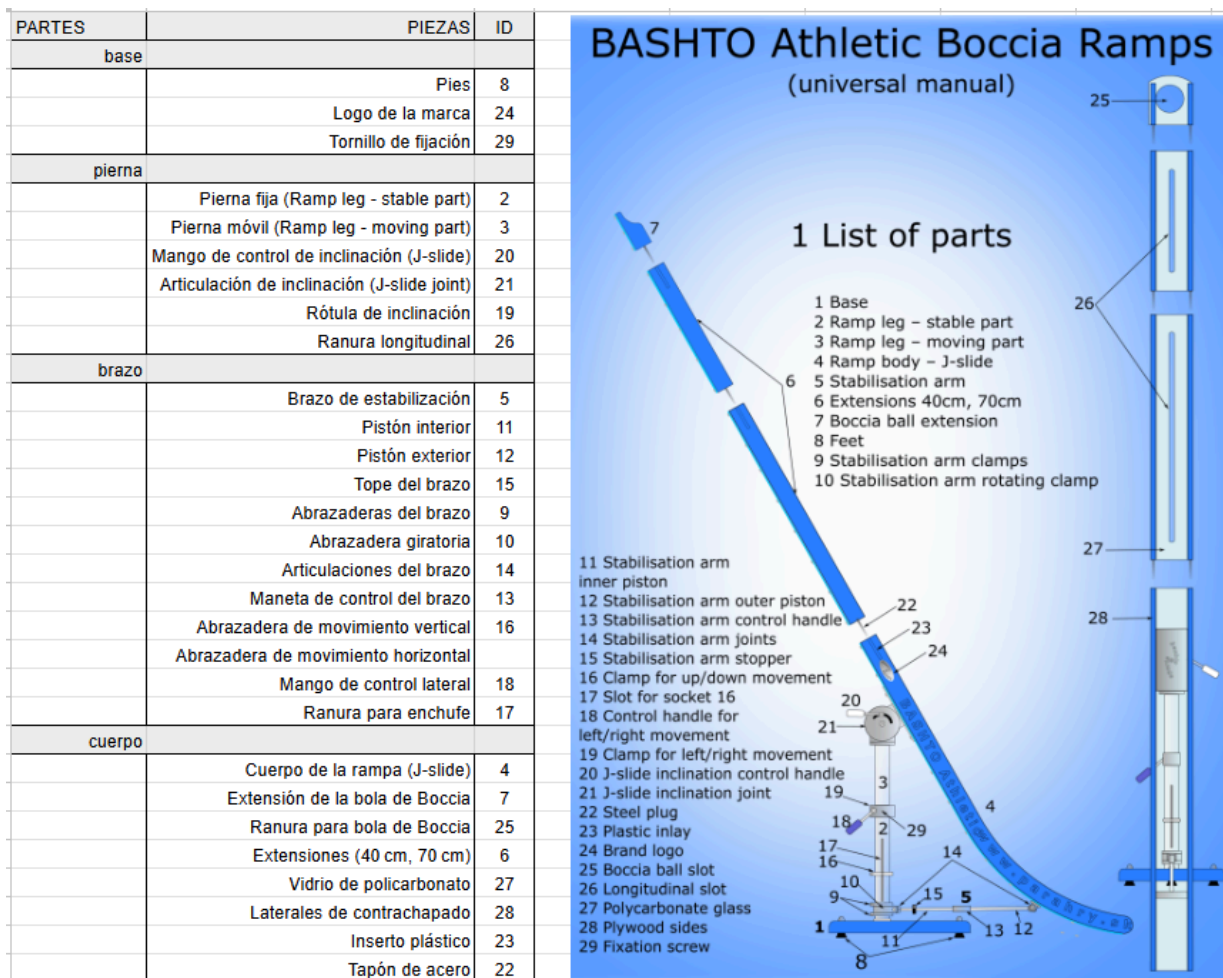 PARTES PIEZAS ID
base
Pies 8
Logo de la marca 24
Tornillo de fijación 29
pierna
Pierna fija (Ramp leg - stable part) 2
Pierna móvil (Ramp leg - moving part) 3
Mango de control de inclinación (J-slide) 20
Articulación de inclinación (J-slide joint) 21
Rótula de inclinación 19
Ranura longitudinal 26
brazo
Brazo de estabilización 5
Pistón interior 11
Pistón exterior 12
Tope del brazo 15
Abrazaderas del brazo 9
Abrazadera giratoria 10
Articulaciones del brazo 14
Maneta de control del brazo 13
Abrazadera de movimiento vertical 16
Abrazadera de movimiento horizontal
Mango de control lateral 18
Ranura para enchufe 17
cuerpo
Cuerpo de la rampa (J-slide) 4
Extensión de la bola de Boccia 7
Ranura para bola de Boccia 25
Extensiones (40 cm, 70 cm) 6
Vidrio de policarbonato 27
Laterales de contrachapado 28
Inserto plástico 23
Tapón de acero 22
BASHTO Athletic Boccia Ramps
(universal manual)
1 List of parts
1 Base
2 Ramp leg – stable part
3 Ramp leg – moving part
4 Ramp body – J-slide
5 Stabilisation arm
6 Extensions 40cm, 70cm
7 Boccia ball extension
8 Feet
9 Stabilisation arm clamps
10 Stabilisation arm rotating clamp
11 Stabilisation arm
inner piston
12 Stabilisation arm outer piston
13 Stabilisation arm control handle
14 Stabilisation arm joints
15 Stabilisation arm stopper
16 Clamp for up/down movement
17 Slot for socket 16
18 Control handle for
left/right movement
19 Clamp for left/right movement
20 J-slide inclination control handle
21 J-slide inclination joint
22 Steel plug
23 Plastic inlay
24 Brand logo
25 Boccia ball slot
26 Longitudinal slot
27 Polycarbonate glass
28 Plywood sides
29 Fixation screw
7
6
22
23
24
20
21
3
19
18
2
29
4
17
16
14
10
9
15
5
1
11
13
12
8
BASHTO Athletic
25
26
27
28